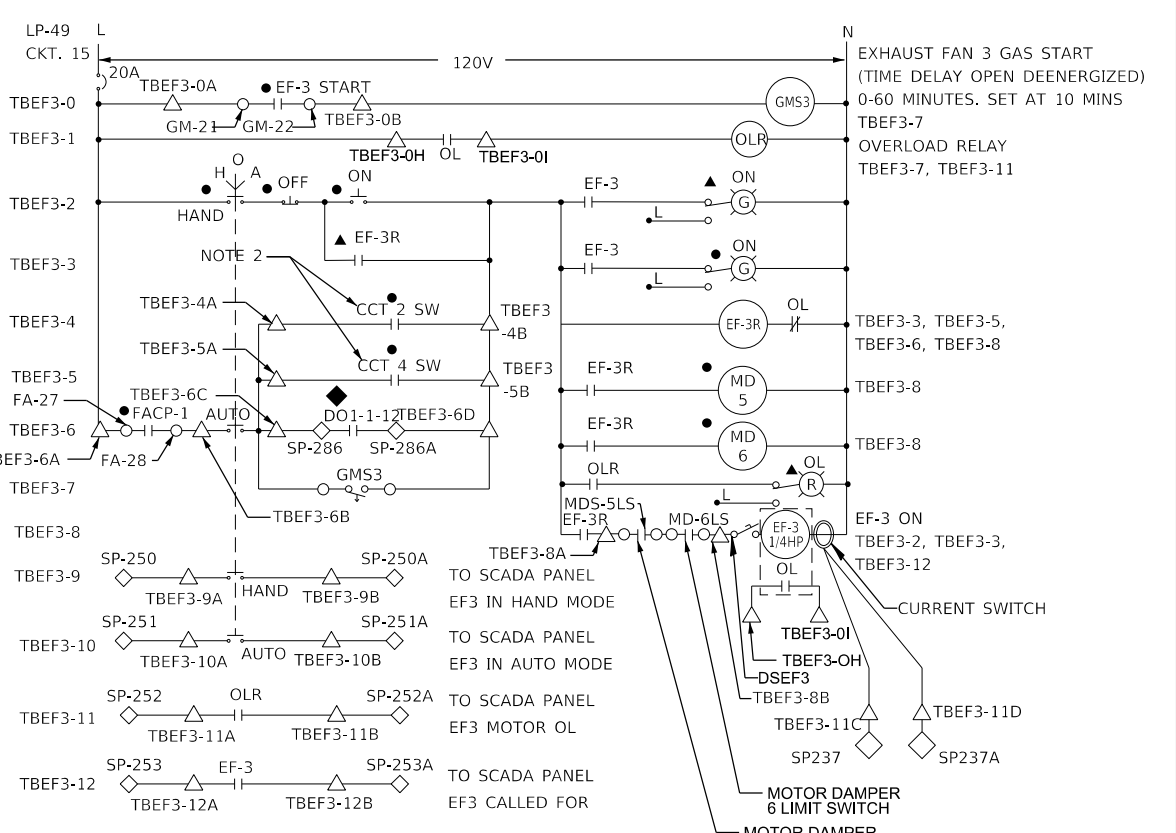 LP-49 L N
CKT. 15 120V EXHAUST FAN 3 GAS START
20A (TIME DELAY OPEN DEENERGIZED)
TBEF3-0A EF-3 START 0-60 MINUTES. SET AT 10 MINS
TBEF3-0 GMS3
GM-21 GM-22 TBEF3-0B TBEF3-7
TBEF3-1 OLR OVERLOAD RELAY
TBEF3-0H OL TBEF3-0I TBEF3-7, TBEF3-11
O
H A OFF ON EF-3 ON
TBEF3-2 G
HAND L
EF-3R EF-3 ON
TBEF3-3 NOTE 2 G
L
TBEF3-4A CCT 2 SW TBEF3 OL
TBEF3-4 -4B EF-3R TBEF3-3, TBEF3-5,
TBEF3-6, TBEF3-8
TBEF3-5A CCT 4 SW TBEF3 EF-3R MD
TBEF3-5 -5B 5 TBEF3-8
FA-27 TBEF3-6C
FACP-1 AUTO DO1-1-12 TBEF3-6D EF-3R MD
TBEF3-6 6 TBEF3-8
BEF3-6A FA-28 SP-286 SP-286A
GMS3 OLR OL
TBEF3-7 R
L
TBEF3-6B MDS-5LS
EF-3R MD-6LS EF-3 EF-3 ON
TBEF3-8 1/4HP TBEF3-2, TBEF3-3,
TBEF3-8A TBEF3-12
SP-250 SP-250A OL
TBEF3-9 TO SCADA PANEL
TBEF3-9A HAND TBEF3-9B EF3 IN HAND MODE
CURRENT SWITCH
SP-251 SP-251A TBEF3-0I
TBEF3-10 TO SCADA PANEL
TBEF3-10A AUTO TBEF3-10B EF3 IN AUTO MODE TBEF3-OH
DSEF3
SP-252 OLR SP-252A TBEF3-8B
TBEF3-11 TO SCADA PANEL
TBEF3-11A TBEF3-11B EF3 MOTOR OL TBEF3-11C TBEF3-11D
SP237 SP237A
SP-253 EF-3 SP-253A
TBEF3-12 TO SCADA PANEL
TBEF3-12A TBEF3-12B EF3 CALLED FOR
MOTOR DAMPER
6 LIMIT SWITCH
MOTOR DAMPER